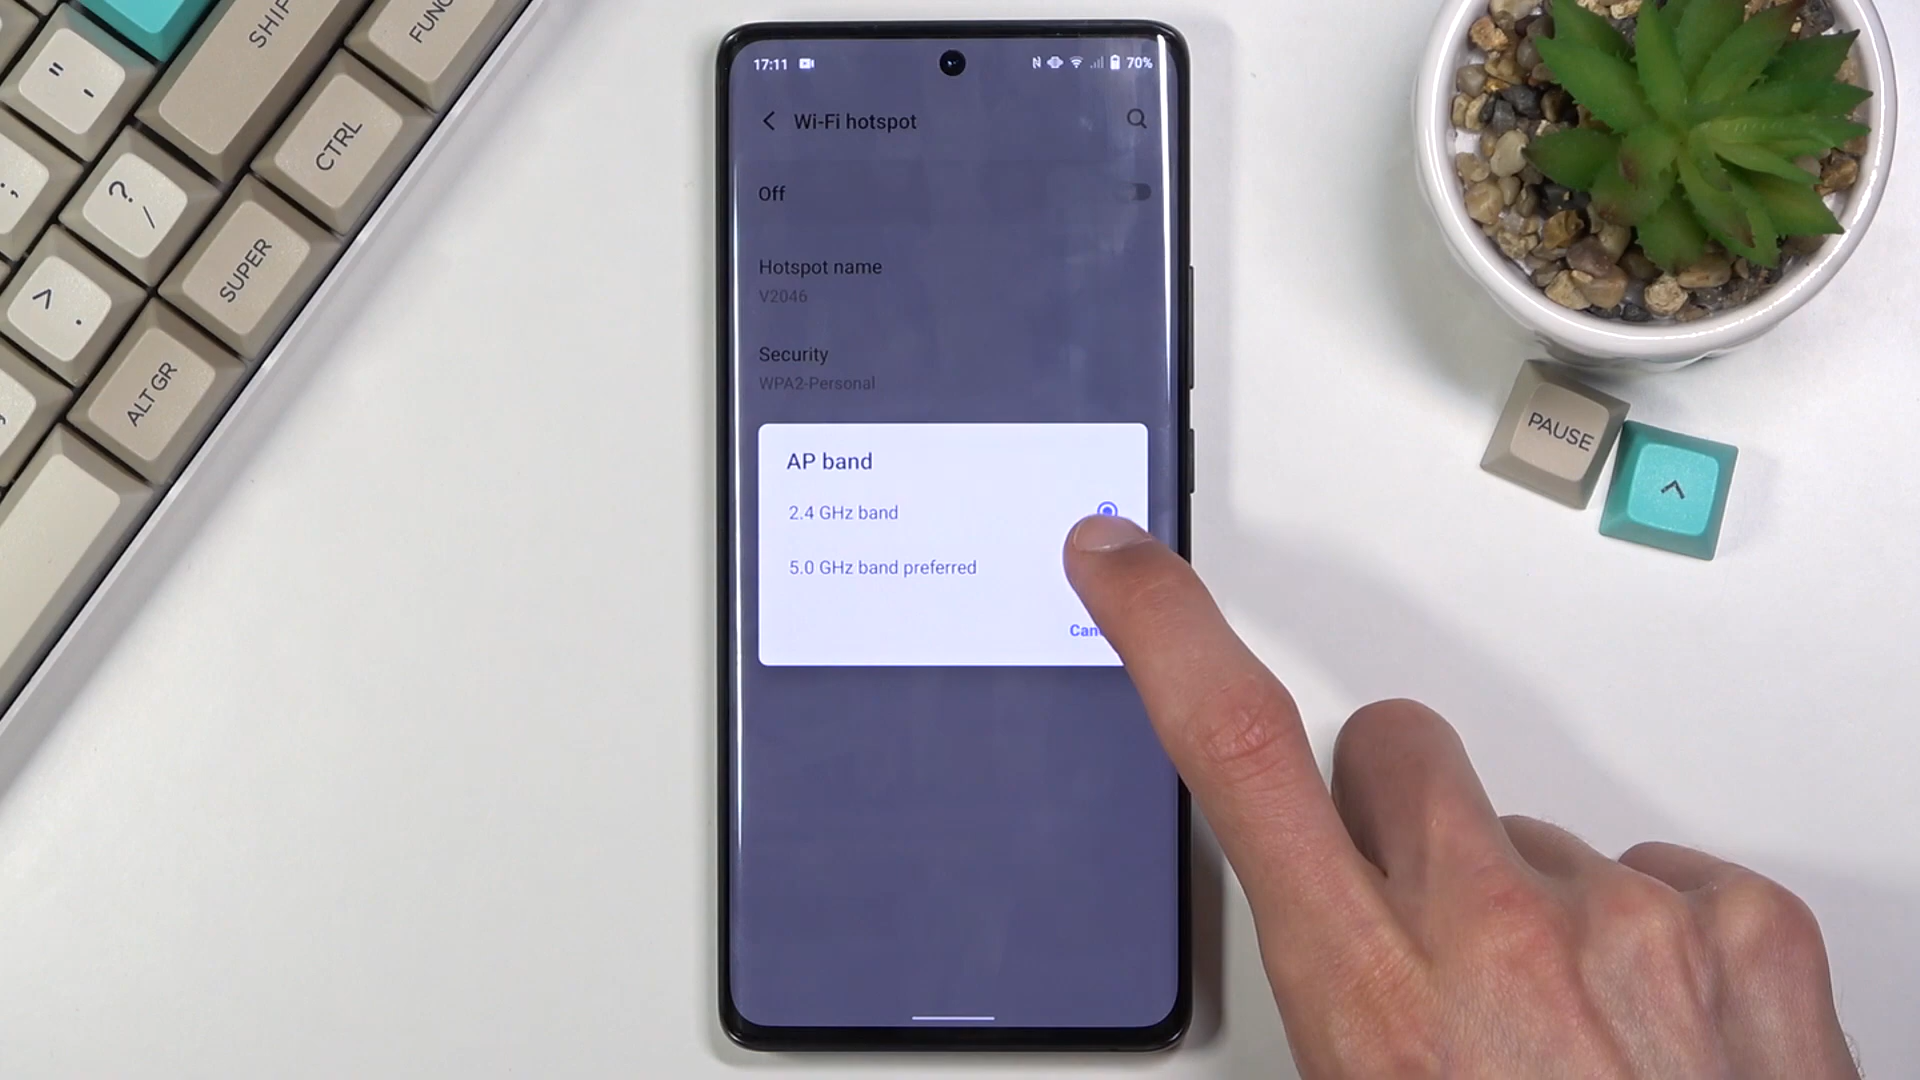 17:11
70%
Wi-Fi hotspot
Off
Hotspot name
V2046
Security
WPA2-Personal
AP band
2.4 GHz band
5.0 GHz band preferred
SHIF
FUNC
" '
CTRL
;
? /
SUPER
> .
ALT GR
PAUSE
^